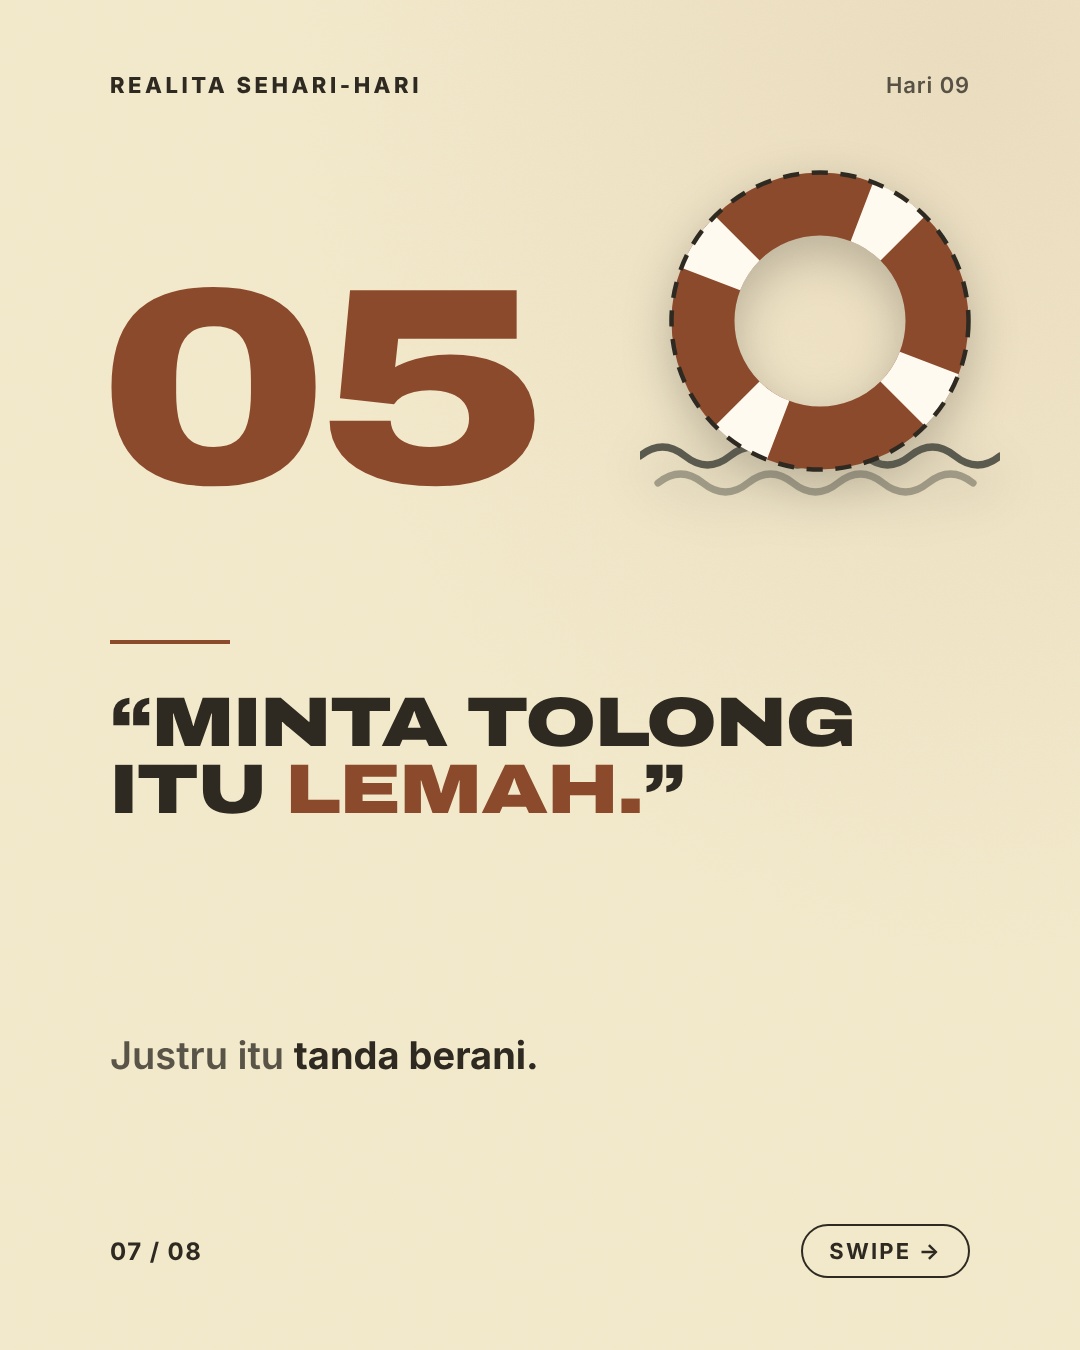 REALITA SEHARI-HARI
Hari 09
05
“MINTA TOLONG
ITU LEMAH.”
Justru itu tanda berani.
07 / 08
SWIPE →